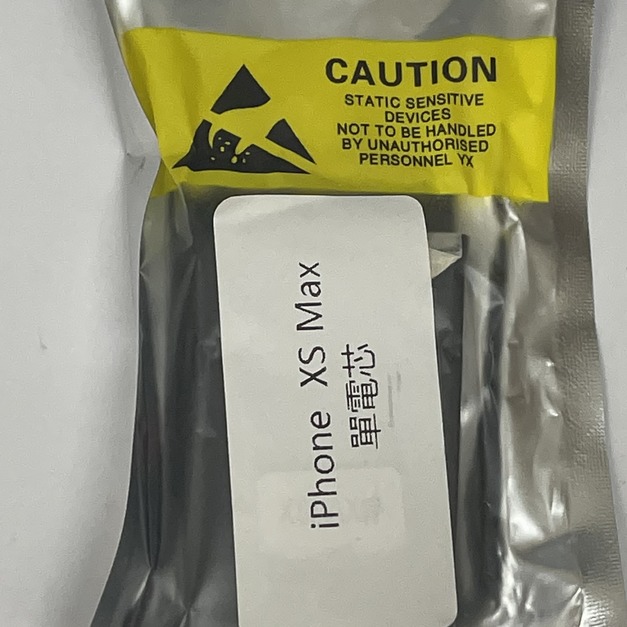 CAUTION
STATIC SENSITIVE
DEVICES
NOT TO BE HANDLED
BY UNAUTHORISED
PERSONNEL YX
iPhone XS Max
單電芯